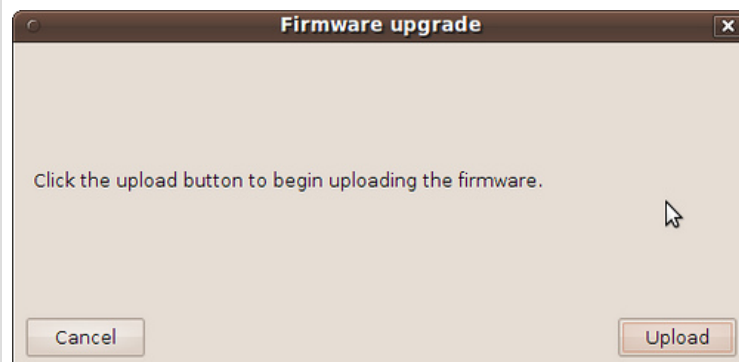 Firmware upgrade
Click the upload button to begin uploading the firmware.
Cancel
Upload